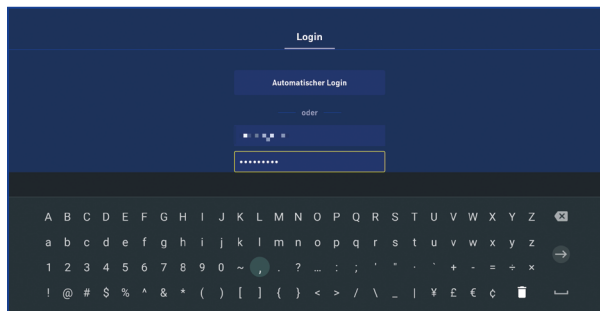 Login
Automatischer Login
oder
•••••••••
A B C D E F G H I J K L M N O P Q R S T U V W X Y Z
a b c d e f g h i j k l m n o p q r s t u v w x y z
1 2 3 4 5 6 7 8 9 0 ~ , . ? … : ; ' " · ` + - = ÷ ×
! @ # $ % ^ & * ( ) [ ] { } < > / \ _ | ¥ £ € ¢